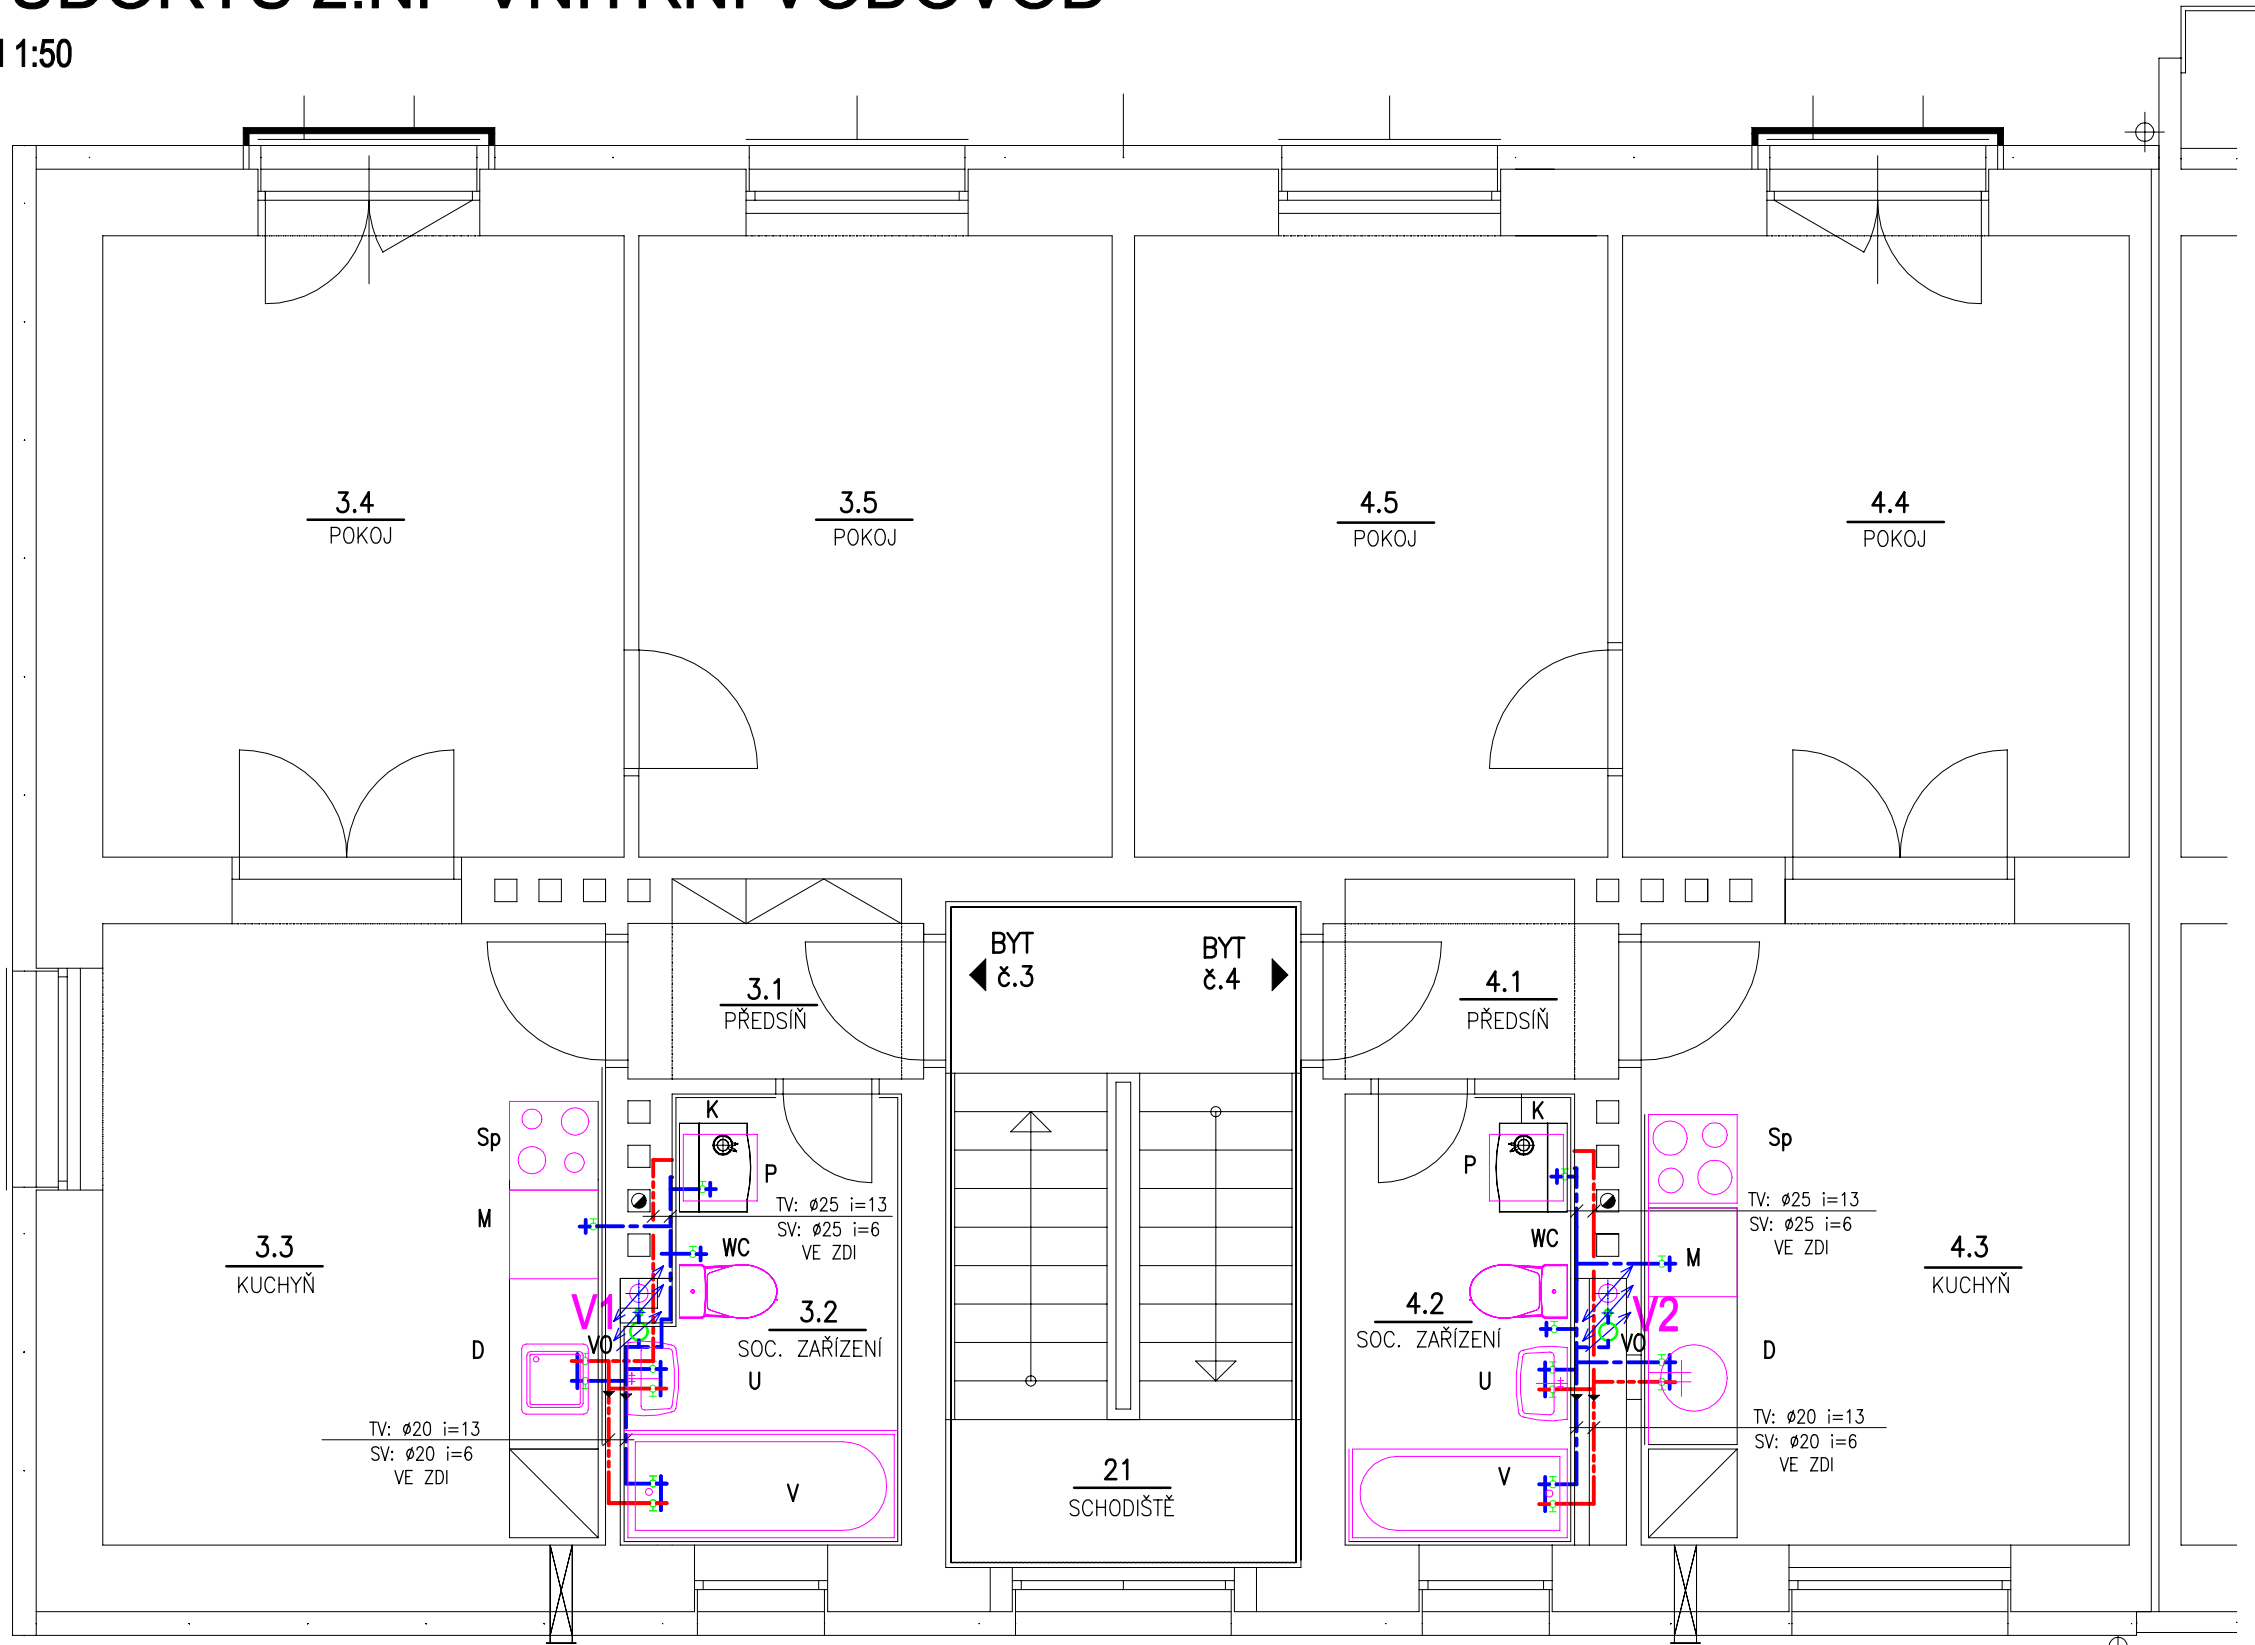 1:50
3.4
POKOJ
3.5
POKOJ
4.5
POKOJ
4.4
POKOJ
BYT
č.3
BYT
č.4
3.1
PŘEDSÍŇ
4.1
PŘEDSÍŇ
K
P
Sp
M
TV: ø25 i=13
SV: ø25 i=6
VE ZDI
WC
3.3
KUCHYŇ
V1
VO
3.2
SOC. ZAŘÍZENÍ
D
U
TV: ø20 i=13
SV: ø20 i=6
VE ZDI
V
21
SCHODIŠTĚ
K
P
Sp
TV: ø25 i=13
SV: ø25 i=6
VE ZDI
WC
M
4.3
KUCHYŇ
4.2
SOC. ZAŘÍZENÍ
V2
VO
D
U
TV: ø20 i=13
SV: ø20 i=6
VE ZDI
V